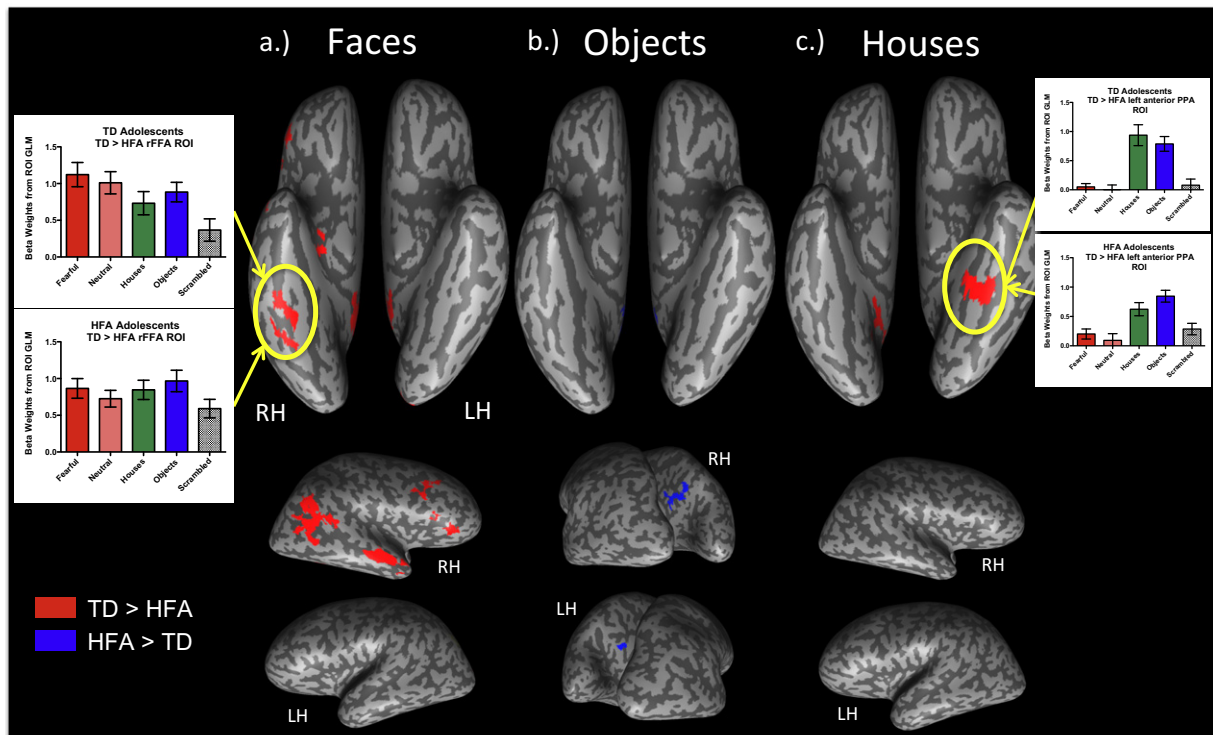 a.) Faces
b.) Objects
c.) Houses
TD Adolescents
TD > HFA rFFA ROI
Beta Weights from ROI GLM
1.5
1.0
0.5
0.0
Fearful
Neutral
Houses
Objects
Scrambled
HFA Adolescents
TD > HFA rFFA ROI
Beta Weights from ROI GLM
1.5
1.0
0.5
0.0
Fearful
Neutral
Houses
Objects
Scrambled
TD Adolescents
TD > HFA left anterior PPA
ROI
Beta Weights from ROI GLM
1.5
1.0
0.5
0.0
Fearful
Neutral
Houses
Objects
Scrambled
HFA Adolescents
TD > HFA left anterior PPA
ROI
Beta Weights from ROI GLM
1.5
1.0
0.5
0.0
Fearful
Neutral
Houses
Objects
Scrambled
RH
LH
RH
RH
RH
LH
LH
LH
TD > HFA
HFA > TD